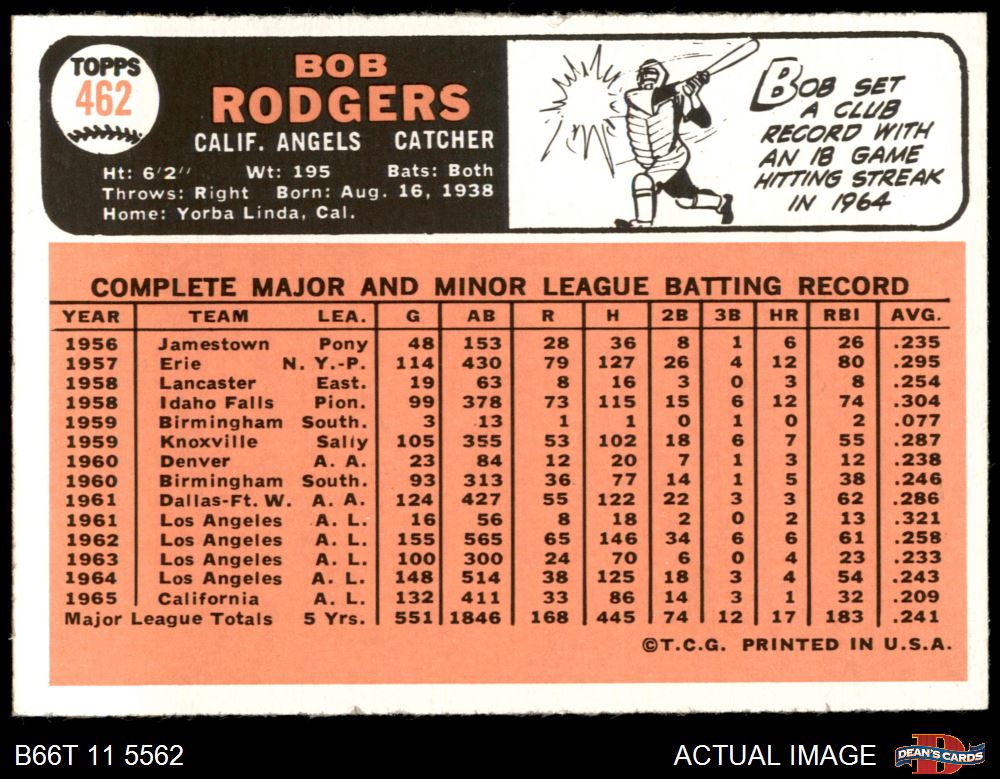 TOPPS
462
BOB
RODGERS
CALIF. ANGELS CATCHER
Ht: 6'2" Wt: 195 Bats: Both
Throws: Right Born: Aug. 16, 1938
Home: Yorba Linda, Cal.
BOB SET
A CLUB
RECORD WITH
AN 18 GAME
HITTING STREAK
IN 1964
COMPLETE MAJOR AND MINOR LEAGUE BATTING RECORD
YEAR TEAM LEA. G AB R H 2B 3B HR RBI AVG.
1956 Jamestown Pony 48 153 28 36 8 1 6 26 .235
1957 Erie N. Y.-P. 114 430 79 127 26 4 12 80 .295
1958 Lancaster East. 19 63 8 16 3 0 3 8 .254
1958 Idaho Falls Pion. 99 378 73 115 15 6 12 74 .304
1959 Birmingham South. 3 13 1 1 0 1 0 2 .077
1959 Knoxville Sally 105 355 53 102 18 6 7 55 .287
1960 Denver A. A. 23 84 12 20 7 1 3 12 .238
1960 Birmingham South. 93 313 36 77 14 1 5 38 .246
1961 Dallas-Ft. W. A. A. 124 427 55 122 22 3 3 62 .286
1961 Los Angeles A. L. 16 56 8 18 2 0 2 13 .321
1962 Los Angeles A. L. 155 565 65 146 34 6 6 61 .258
1963 Los Angeles A. L. 100 300 24 70 6 0 4 23 .233
1964 Los Angeles A. L. 148 514 38 125 18 3 4 54 .243
1965 California A. L. 132 411 33 86 14 3 1 32 .209
Major League Totals 5 Yrs. 551 1846 168 445 74 12 17 183 .241
©T.C.G. PRINTED IN U.S.A.
B66T 11 5562 ACTUAL IMAGE
DEAN'S CARDS